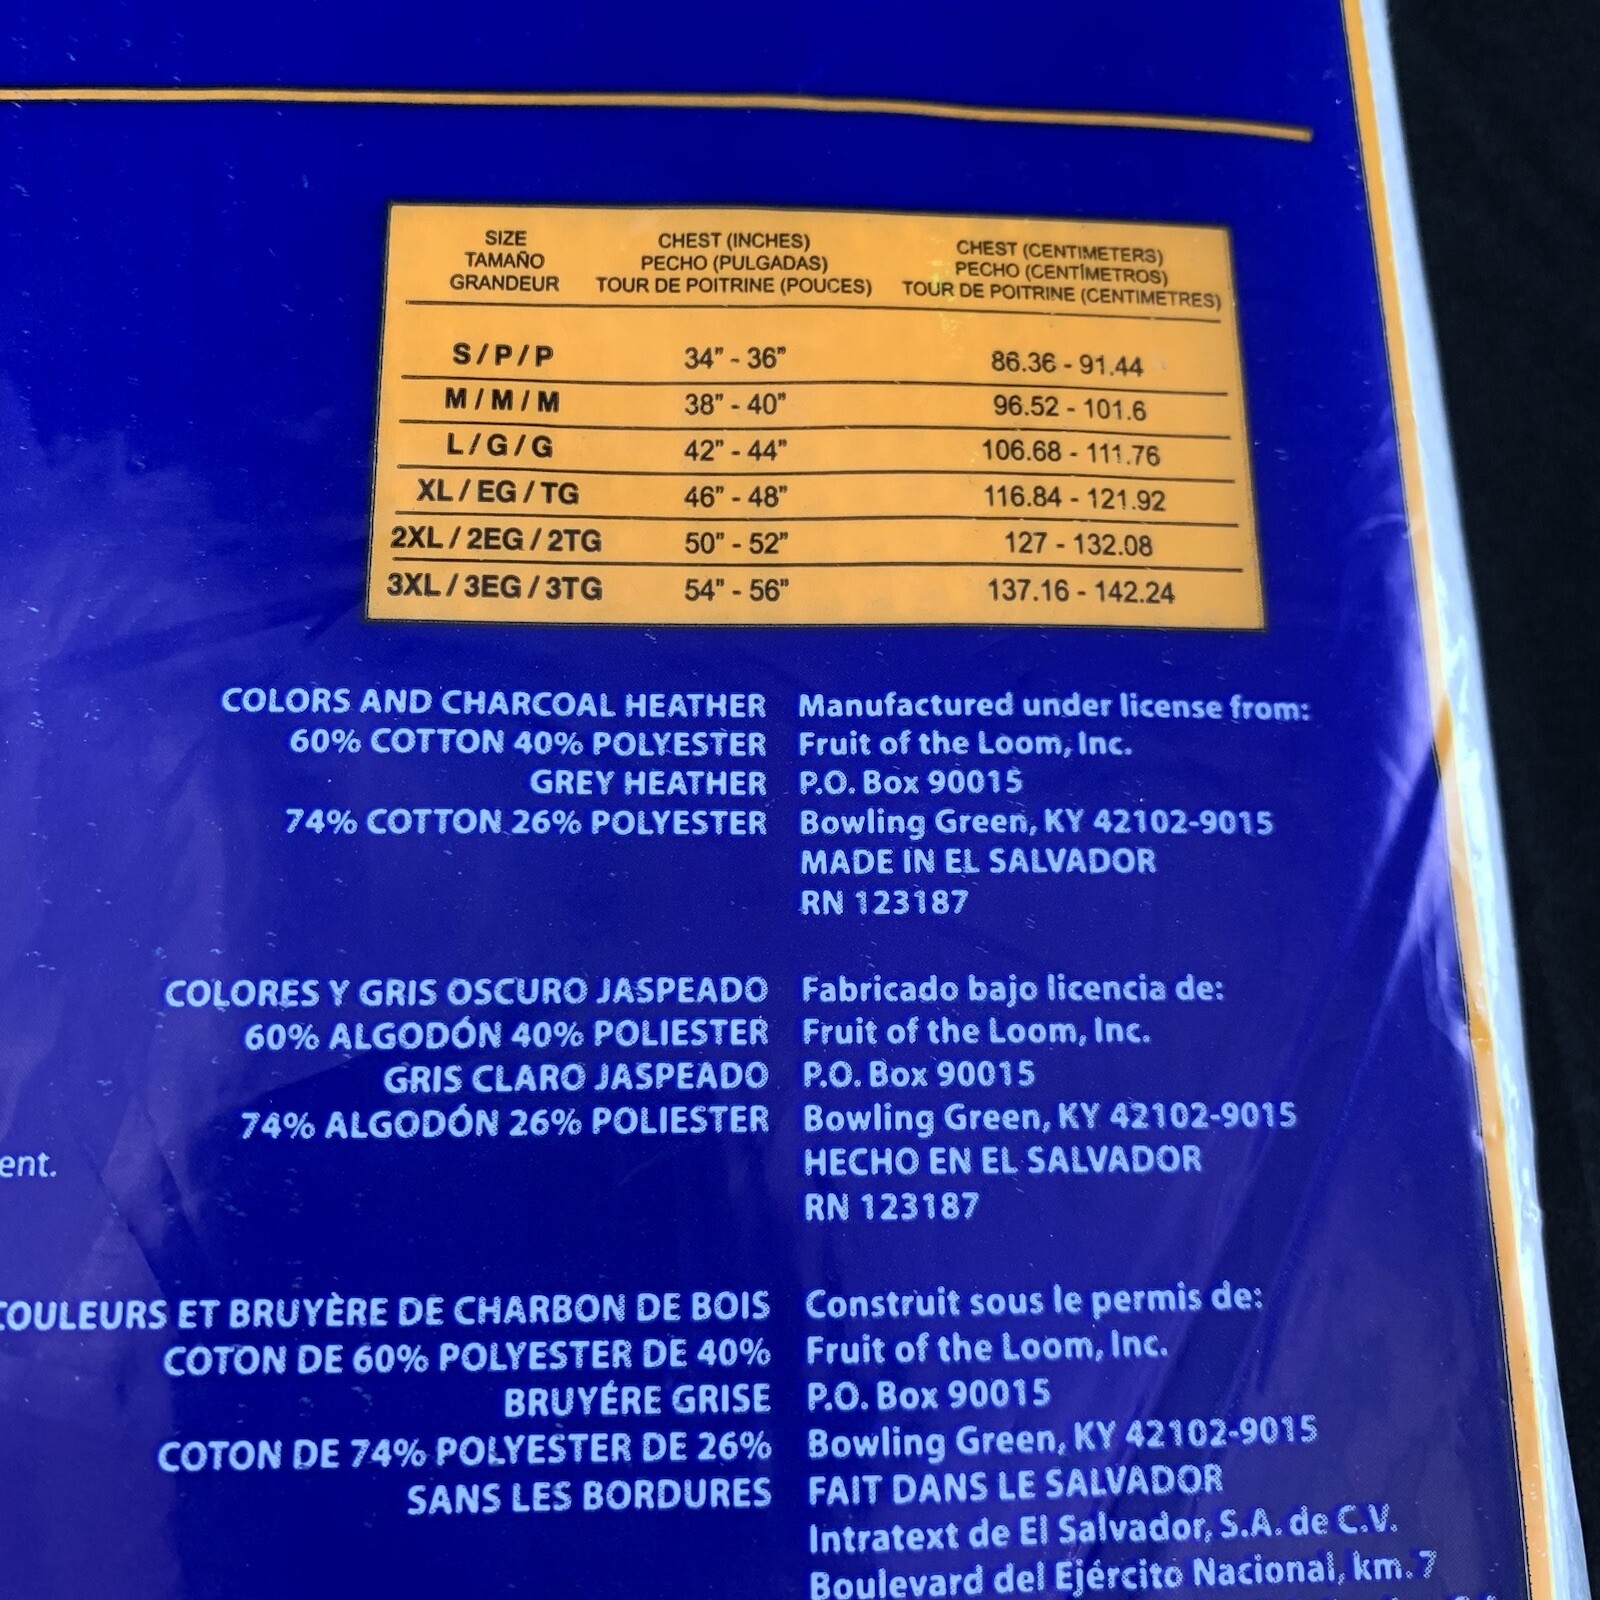 SIZE CHEST (INCHES) CHEST (CENTIMETERS)
TAMAÑO PECHO (PULGADAS) PECHO (CENTÍMETROS)
GRANDEUR TOUR DE POITRINE (POUCES) TOUR DE POITRINE (CENTIMETRES)
S / P / P 34" - 36" 86.36 - 91.44
M / M / M 38" - 40" 96.52 - 101.6
L / G / G 42" - 44" 106.68 - 111.76
XL / EG / TG 46" - 48" 116.84 - 121.92
2XL / 2EG / 2TG 50" - 52" 127 - 132.08
3XL / 3EG / 3TG 54" - 56" 137.16 - 142.24
COLORS AND CHARCOAL HEATHER
60% COTTON 40% POLYESTER
GREY HEATHER
74% COTTON 26% POLYESTER
Manufactured under license from:
Fruit of the Loom, Inc.
P.O. Box 90015
Bowling Green, KY 42102-9015
MADE IN EL SALVADOR
RN 123187
COLORES Y GRIS OSCURO JASPEADO
60% ALGODÓN 40% POLIESTER
GRIS CLARO JASPEADO
74% ALGODÓN 26% POLIESTER
Fabricado bajo licencia de:
Fruit of the Loom, Inc.
P.O. Box 90015
Bowling Green, KY 42102-9015
HECHO EN EL SALVADOR
RN 123187
ent.
COULEURS ET BRUYÈRE DE CHARBON DE BOIS
COTON DE 60% POLYESTER DE 40%
BRUYÉRE GRISE
COTON DE 74% POLYESTER DE 26%
SANS LES BORDURES
Construit sous le permis de:
Fruit of the Loom, Inc.
P.O. Box 90015
Bowling Green, KY 42102-9015
FAIT DANS LE SALVADOR
Intratext de El Salvador, S.A. de C.V.
Boulevard del Ejército Nacional, km. 7